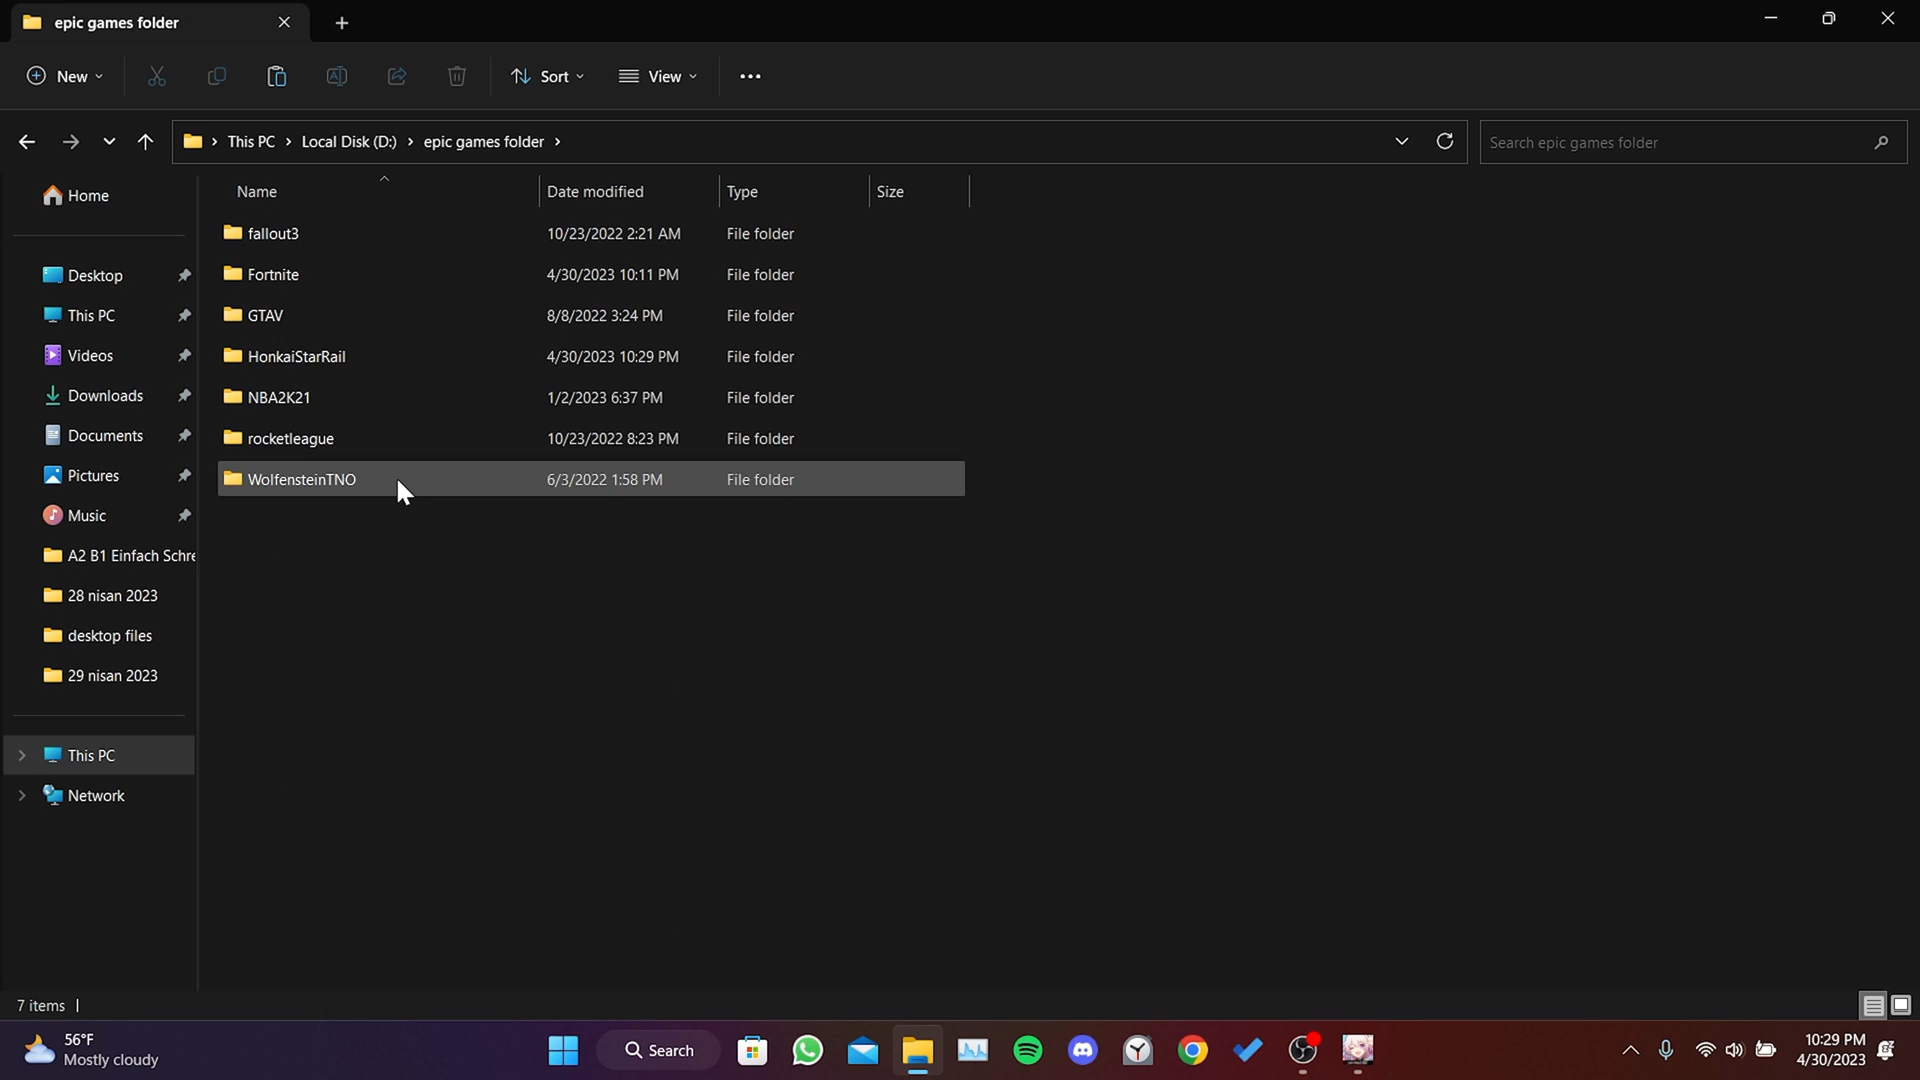 epic games folder
New
Sort
View
This PC
Local Disk (D:)
epic games folder
Search epic games folder
Name
Date modified
Type
Size
Home
Desktop
This PC
Videos
Downloads
Documents
Pictures
Music
A2 B1 Einfach Schre
28 nisan 2023
desktop files
29 nisan 2023
This PC
Network
fallout3 10/23/2022 2:21 AM File folder
Fortnite 4/30/2023 10:11 PM File folder
GTAV 8/8/2022 3:24 PM File folder
HonkaiStarRail 4/30/2023 10:29 PM File folder
NBA2K21 1/2/2023 6:37 PM File folder
rocketleague 10/23/2022 8:23 PM File folder
WolfensteinTNO 6/3/2022 1:58 PM File folder
7 items
56°F
Mostly cloudy
Search
10:29 PM
4/30/2023